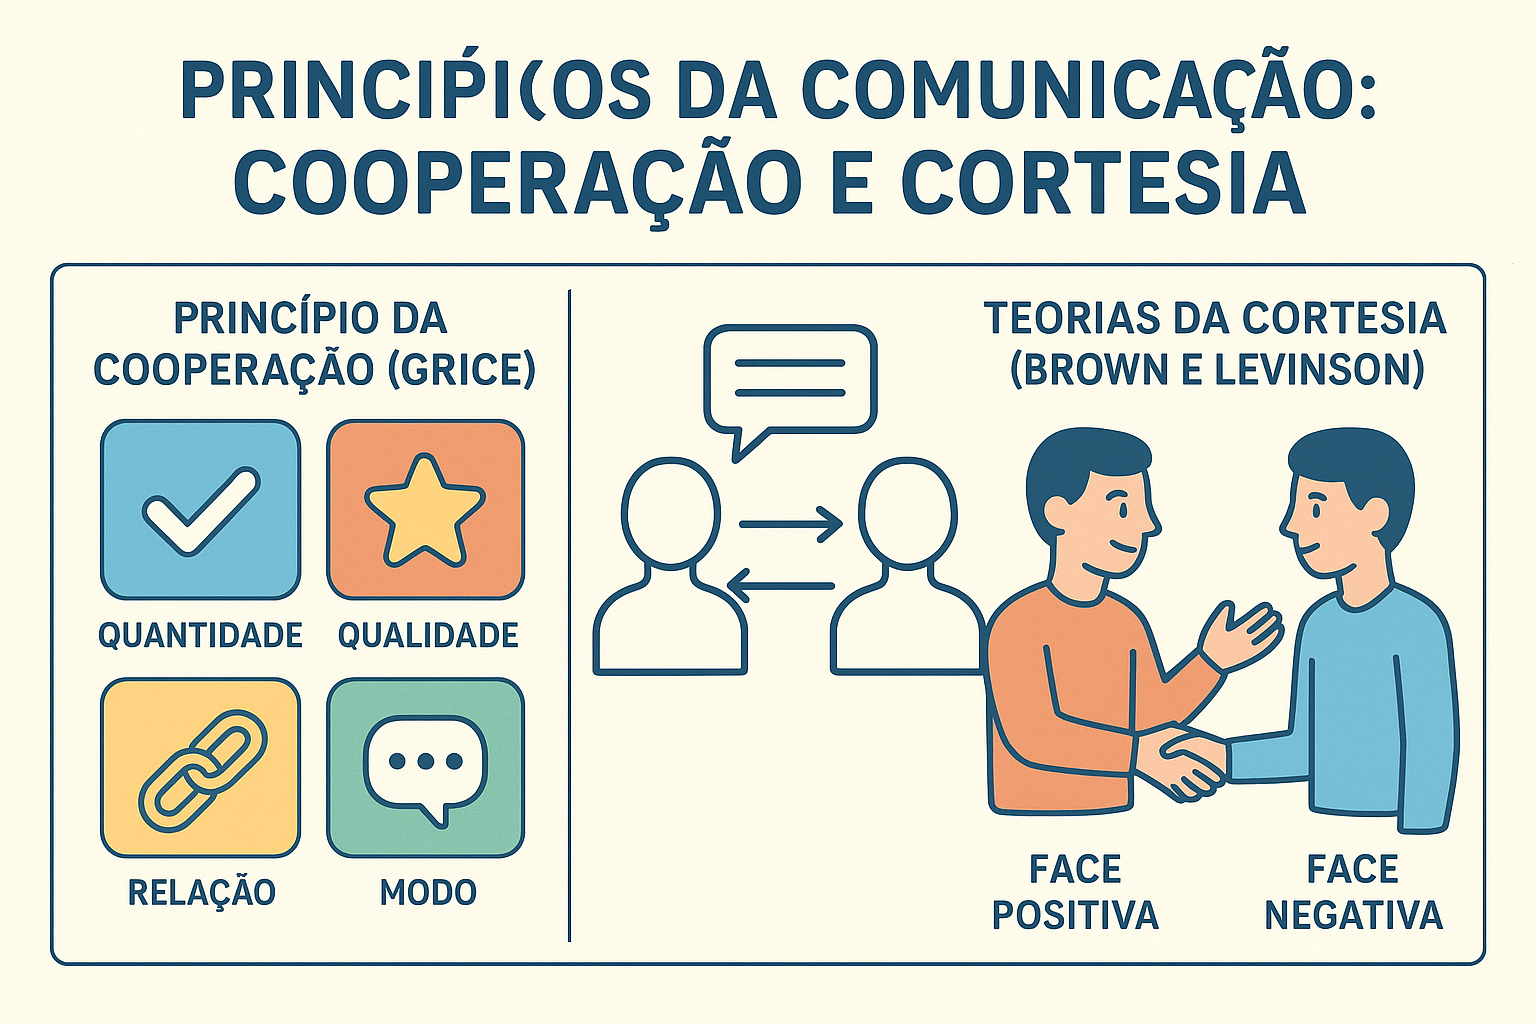 PRINCIṔI(OS DA COMUNICAÇÃO:
COOPERAÇÃO E CORTESIA
PRINCÍPIO DA
COOPERAÇÃO (GRICE)
QUANTIDADE
QUALIDADE
RELAÇÃO
MODO
TEORIAS DA CORTESIA
(BROWN E LEVINSON)
FACE
POSITIVA
FACE
NEGATIVA